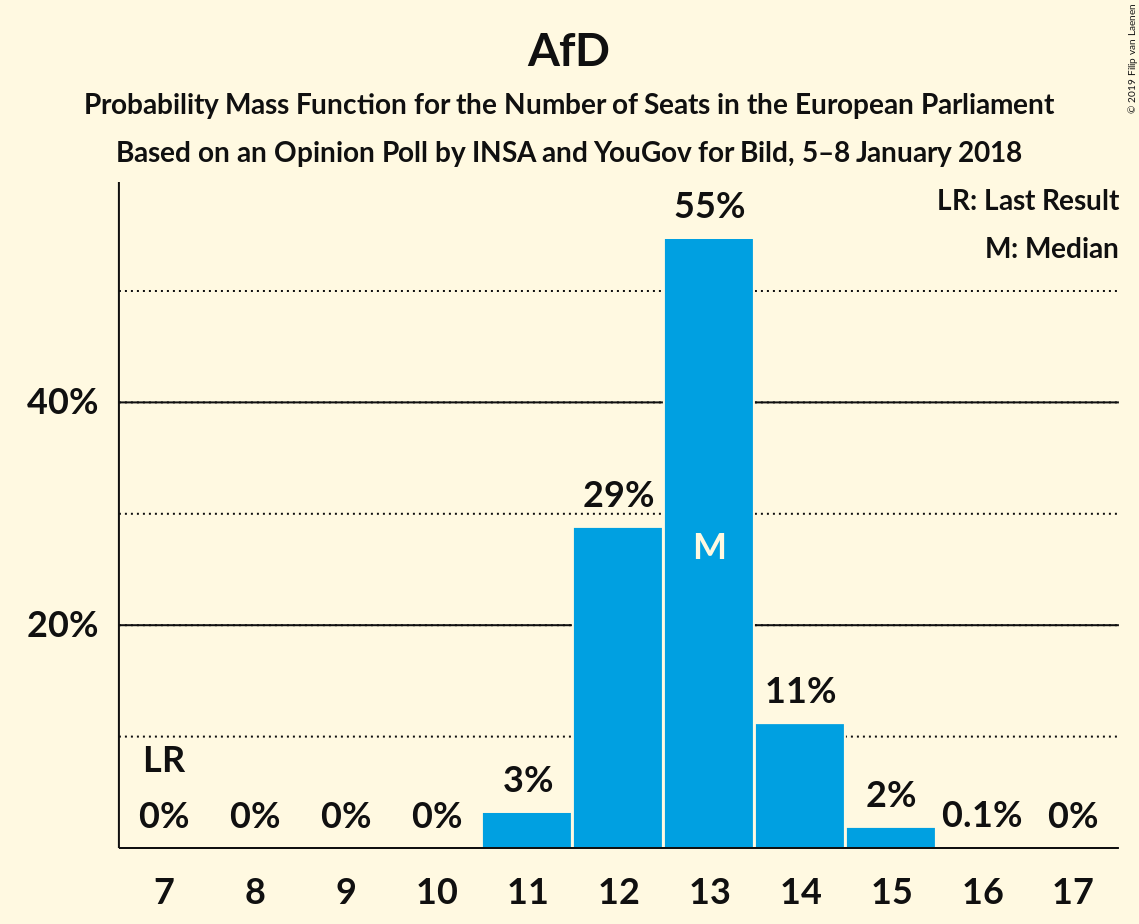 AfD
Probability Mass Function for the Number of Seats in the European Parliament
Based on an Opinion Poll by INSA and YouGov for Bild, 5–8 January 2018
© 2019 Filip van Laenen
LR: Last Result
M: Median
55%
40%
29%
M
20%
11%
LR
3%
2%
0% 0% 0% 0% 0.1% 0%
7 8 9 10 11 12 13 14 15 16 17